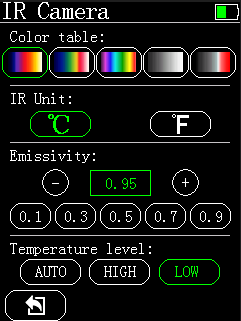 IR Camera
Color table:
IR Unit:
℃ ℉
Emissivity:
- 0.95 +
0.1 0.3 0.5 0.7 0.9
Temperature level:
AUTO HIGH LOW